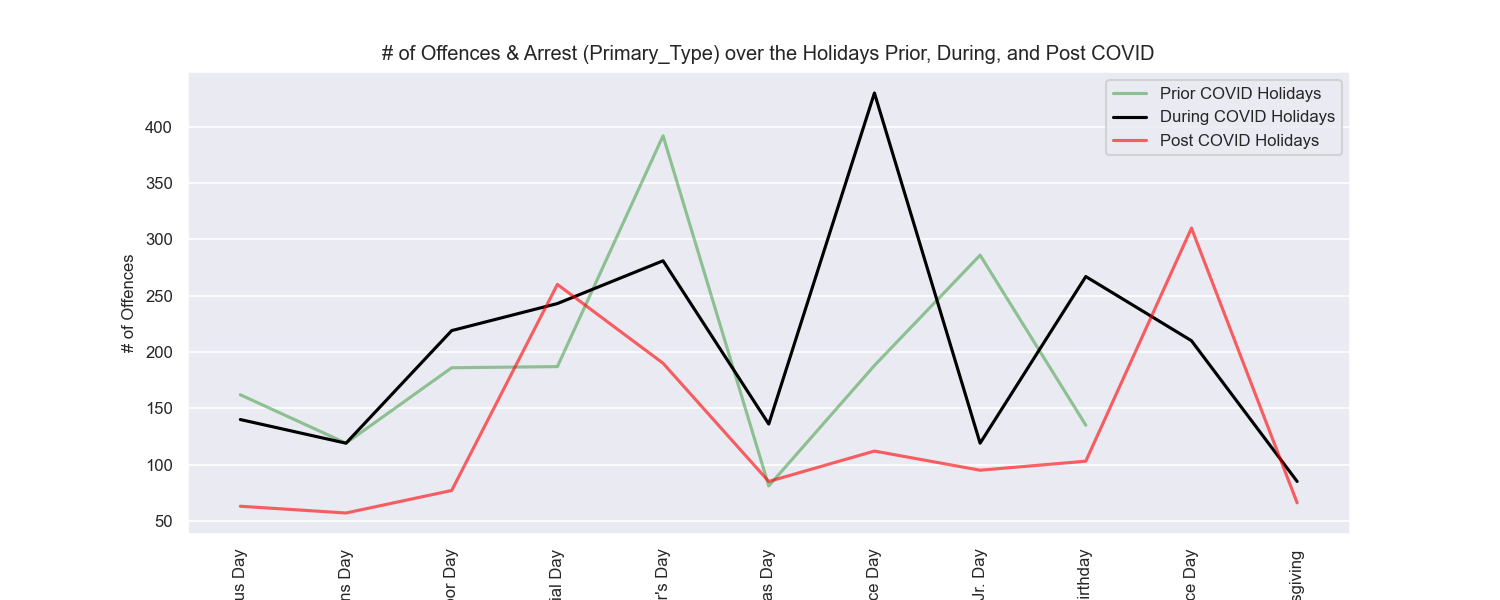 # of Offences & Arrest (Primary_Type) over the Holidays Prior, During, and Post COVID
Prior COVID Holidays
During COVID Holidays
Post COVID Holidays
# of Offences
400
350
300
250
200
150
100
50
us Day
ns Day
or Day
ial Day
r's Day
as Day
ce Day
Jr. Day
irthday
ce Day
sgiving